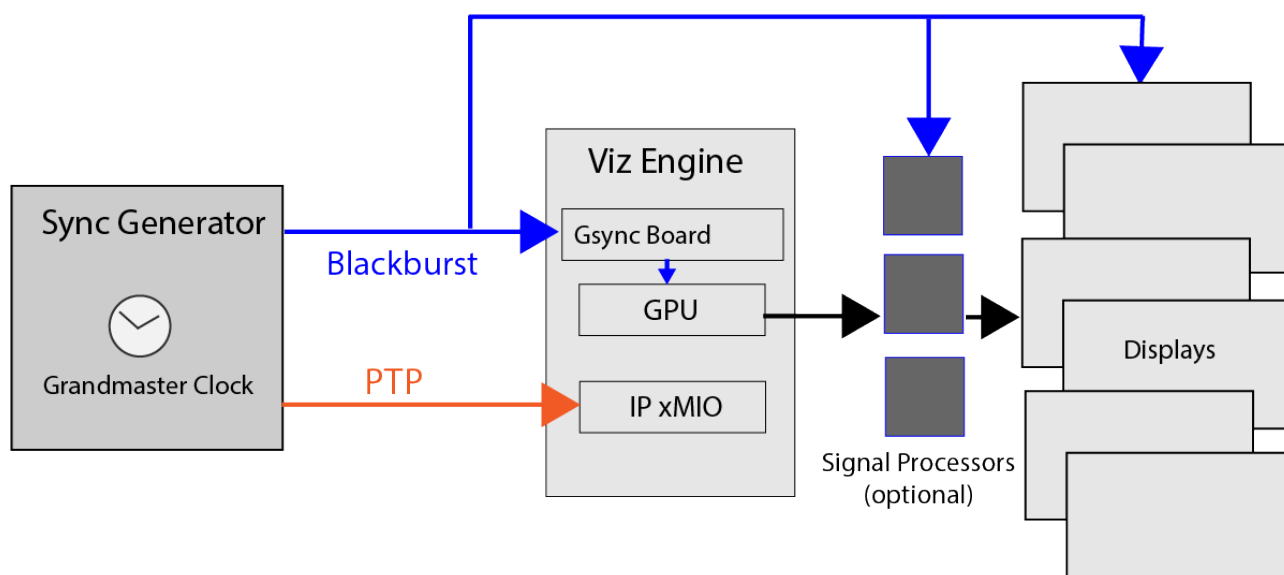 Sync Generator
Grandmaster Clock
Blackburst
PTP
Viz Engine
Gsync Board
GPU
IP xMIO
Signal Processors
(optional)
Displays